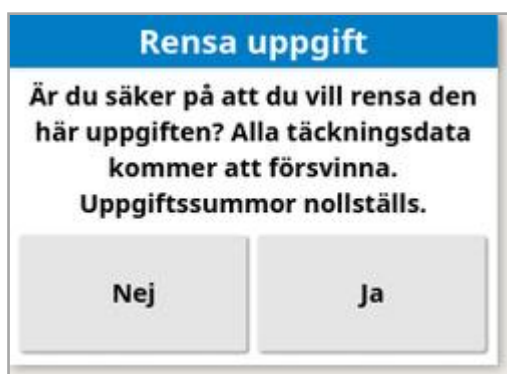 Rensa uppgift
Är du säker på att du vill rensa den
här uppgiften? Alla täckningsdata
kommer att försvinna.
Uppgiftssummor nollställs.
Nej
Ja